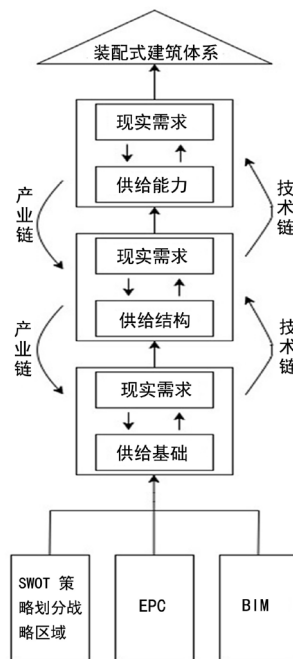 装配式建筑体系
现实需求
供给能力
产业链
技术链
现实需求
供给结构
产业链
技术链
现实需求
供给基础
SWOT 策
略划分战
略区域
EPC
BIM